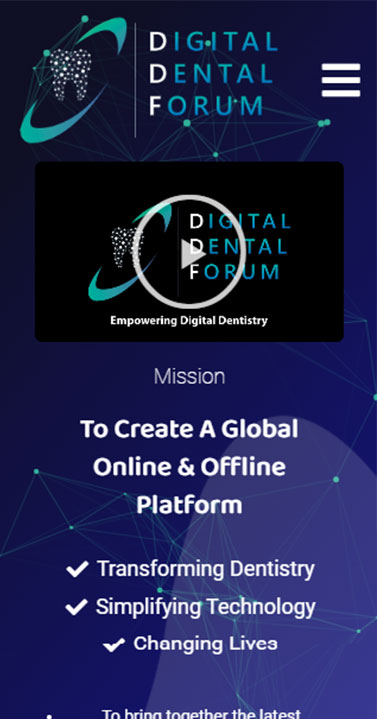 DIGITAL
DENTAL
FORUM
DIGITAL
DENTAL
FORUM
Empowering Digital Dentistry
Mission
To Create A Global
Online & Offline
Platform
Transforming Dentistry
Simplifying Technology
Changing Lives
To bring together the latest